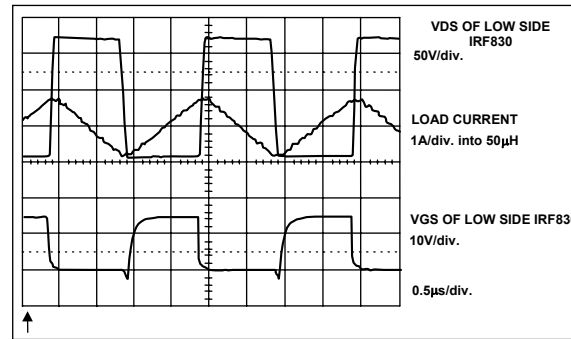 VDS OF LOW SIDE
IRF830
50V/div.
LOAD CURRENT
1A/div. into 50µH
VGS OF LOW SIDE IRF83
10V/div.
0.5µs/div.